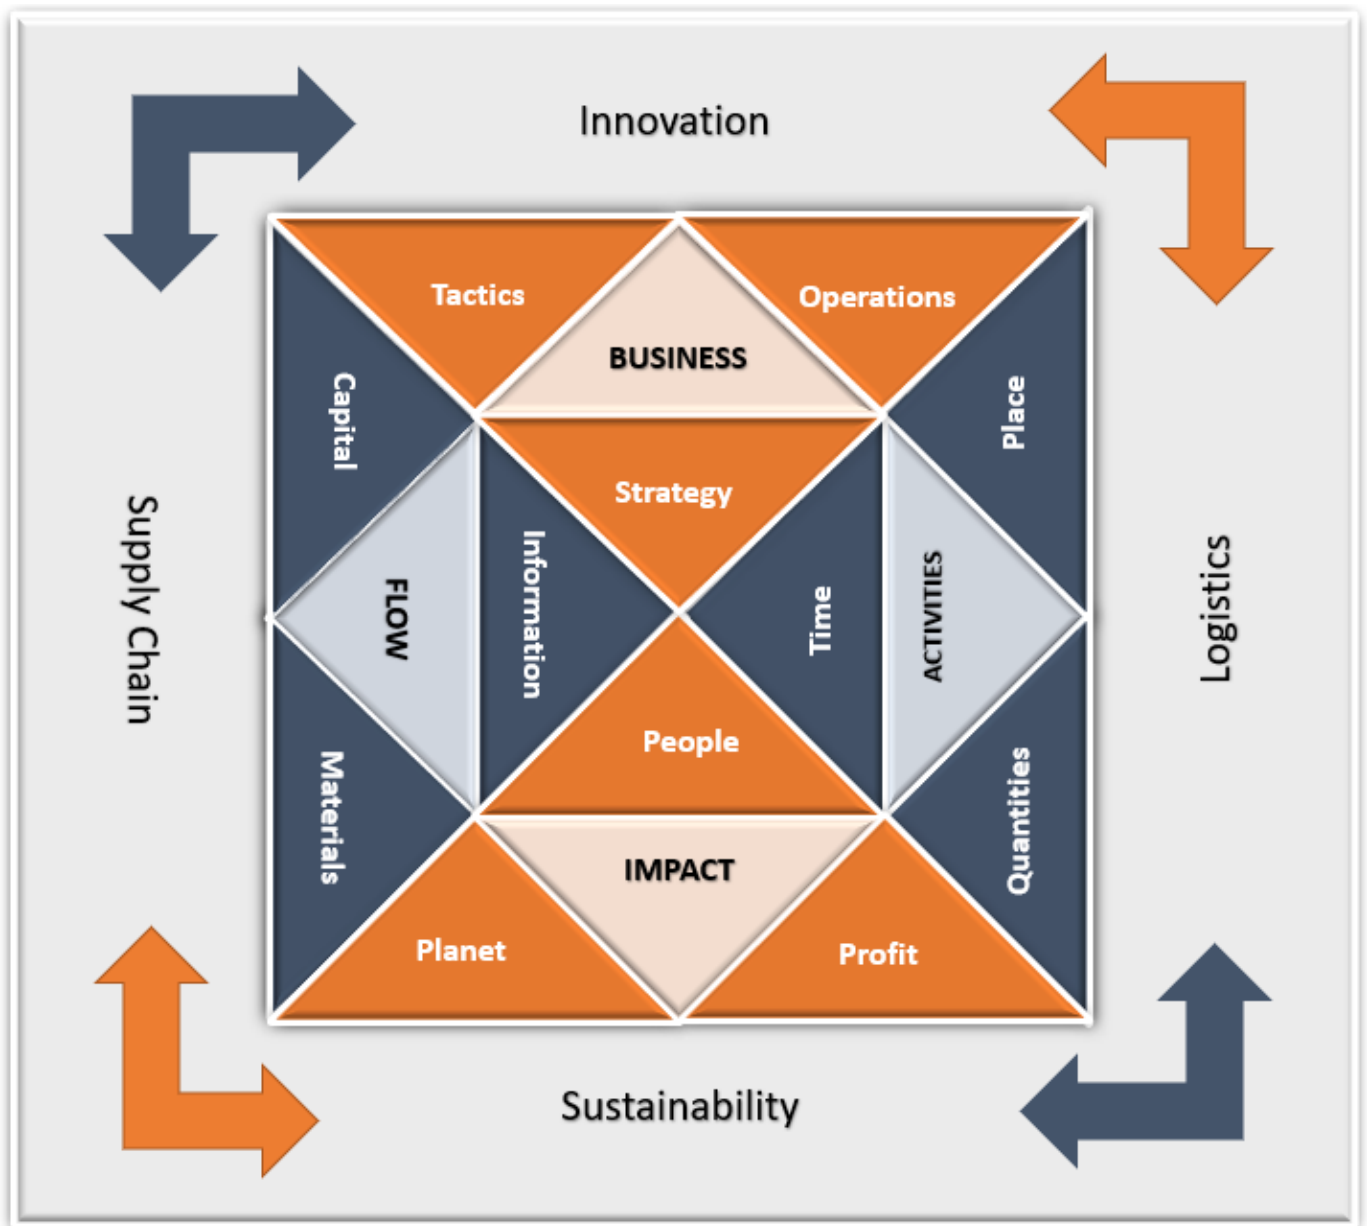 Innovation
Tactics
Operations
BUSINESS
Capital
Place
Strategy
Supply Chain
FLOW
Information
Time
ACTIVITIES
Logistics
People
Materials
Quantities
IMPACT
Planet
Profit
Sustainability